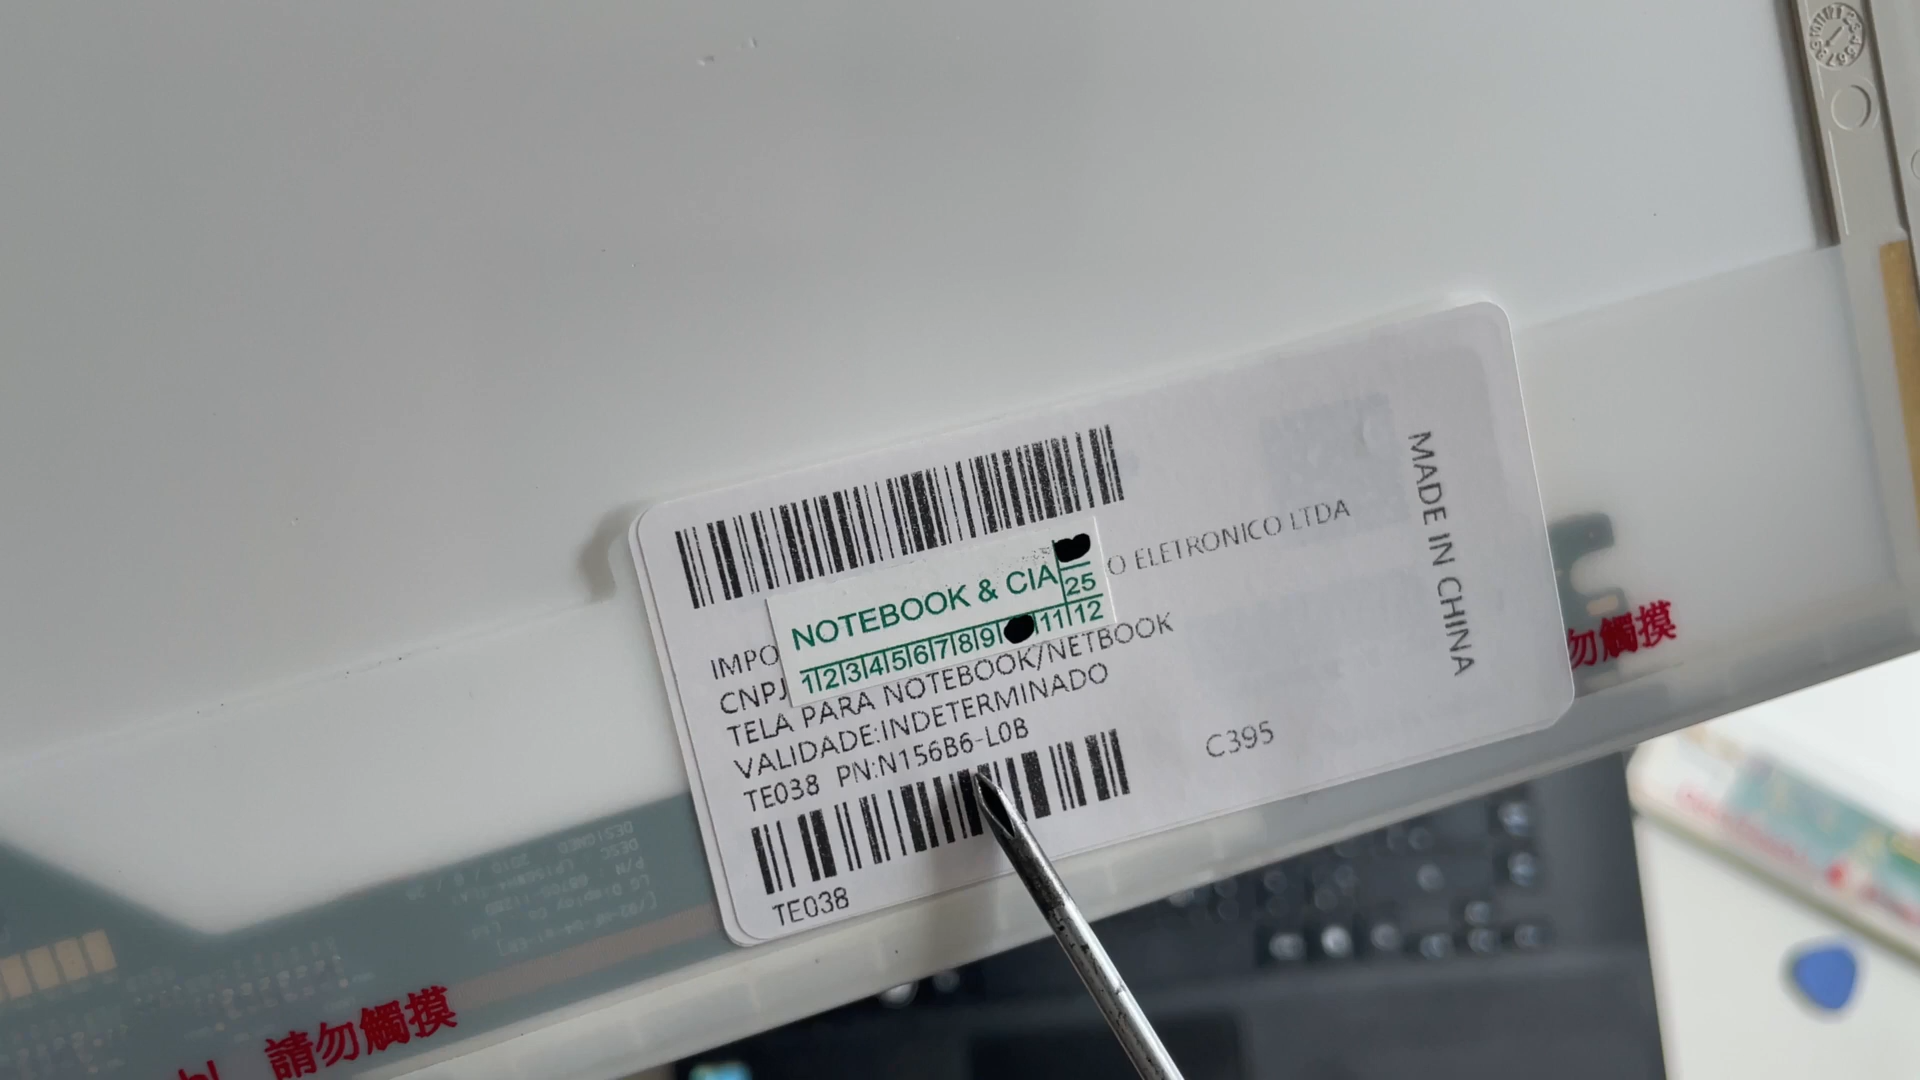 IMPO
O ELETRONICO LTDA
NOTEBOOK & CIA
25
1 2 3 4 5 6 7 8 9 11 12
CNPJ
TELA PARA NOTEBOOK/NETBOOK
VALIDADE:INDETERMINADO
TE038 PN:N156B6-L0B
TE038
C395
MADE IN CHINA
勿觸摸
請勿觸摸